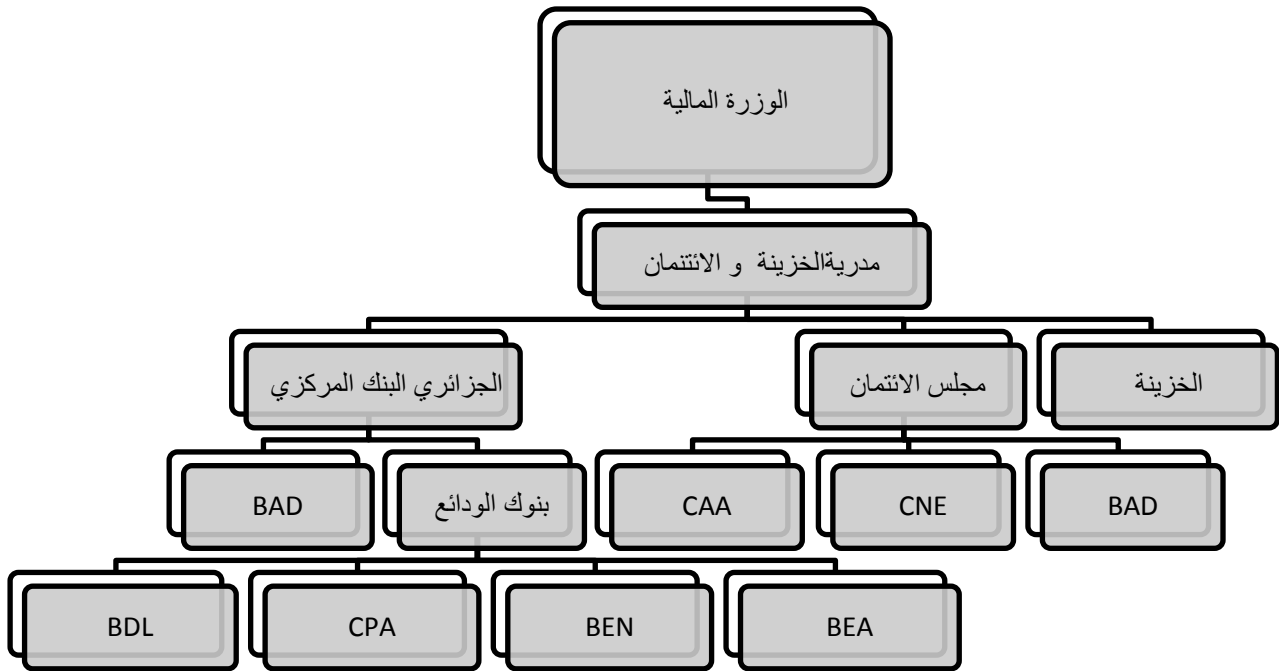 الوزرة المالية
مدريةالخزينة و الائتنمان
الخزينة
مجلس الائتمان
الجزائري البنك المركزي
BAD
CNE
CAA
بنوك الودائع
BAD
BEA
BEN
CPA
BDL